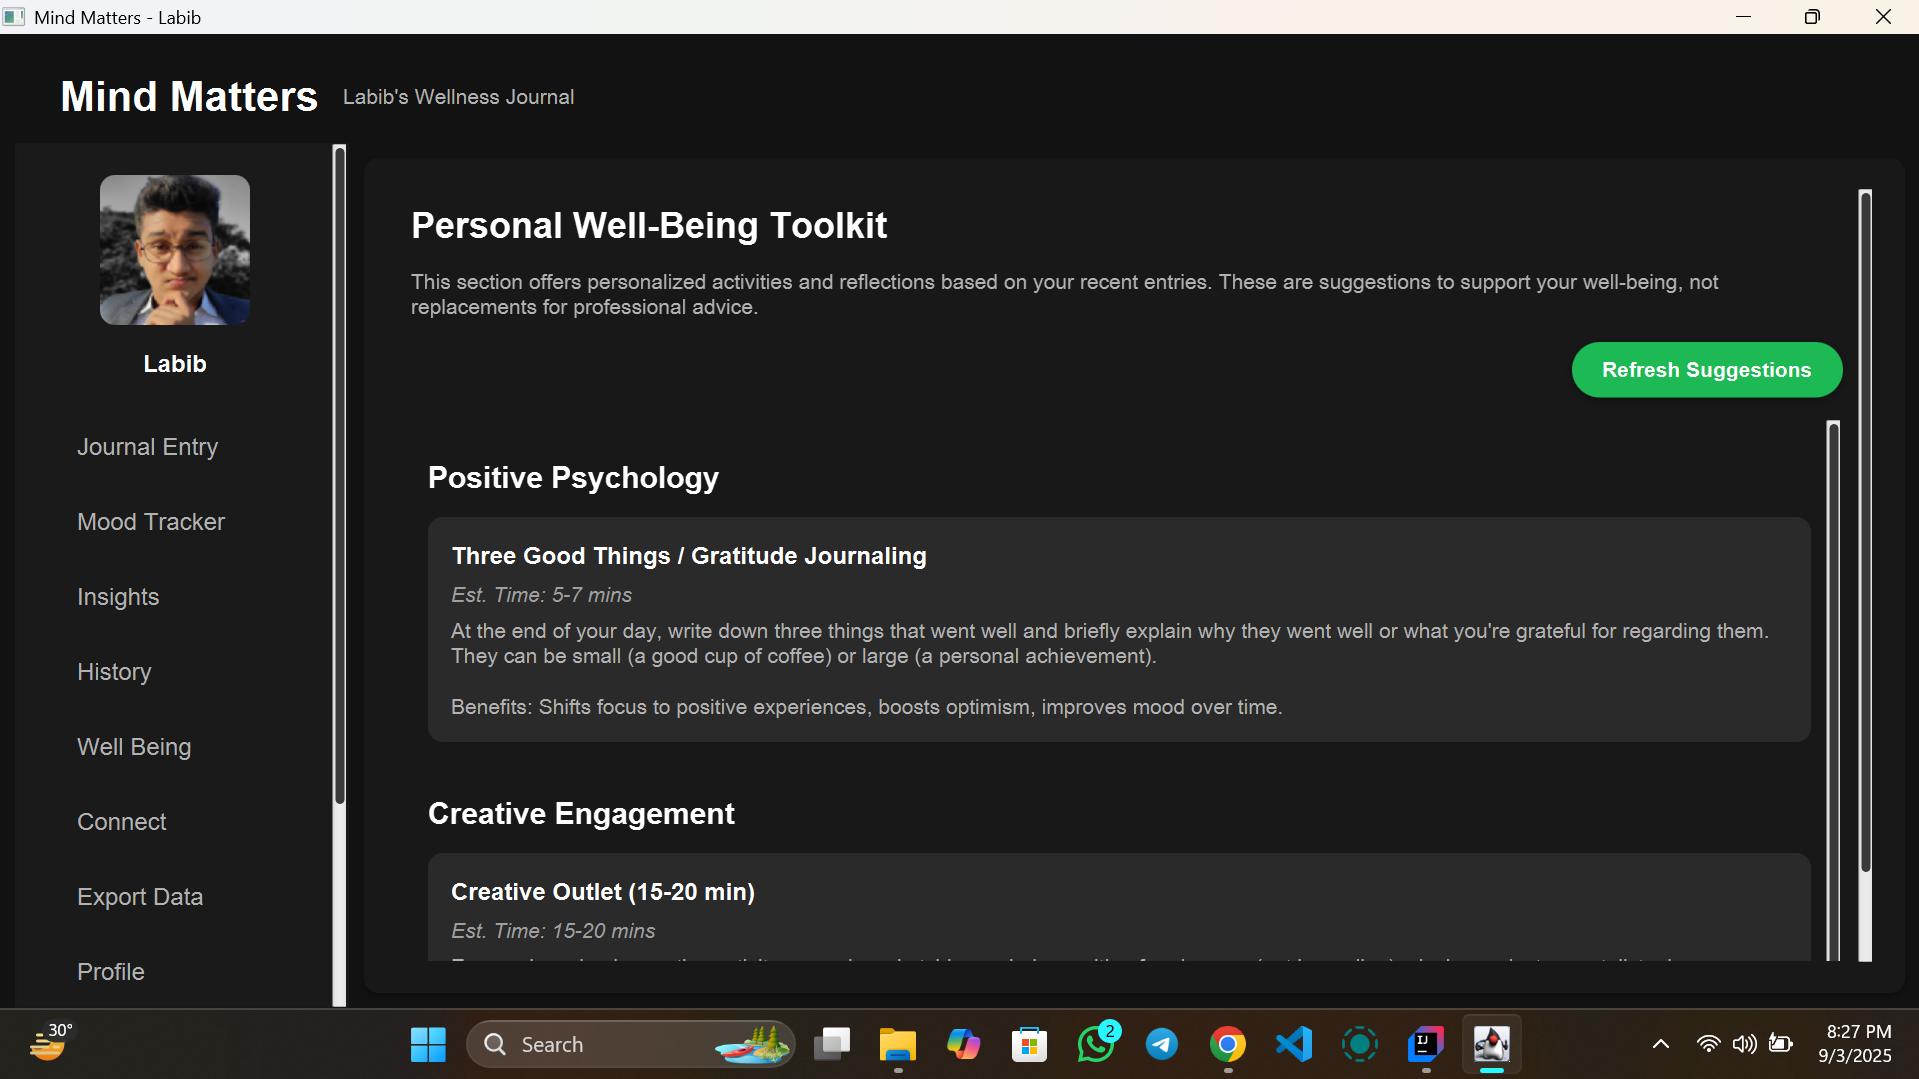 Mind Matters - Labib
Mind Matters
Labib's Wellness Journal
Labib
Journal Entry
Mood Tracker
Insights
History
Well Being
Connect
Export Data
Profile
Personal Well-Being Toolkit
This section offers personalized activities and reflections based on your recent entries. These are suggestions to support your well-being, not
replacements for professional advice.
Refresh Suggestions
Positive Psychology
Three Good Things / Gratitude Journaling
Est. Time: 5-7 mins
At the end of your day, write down three things that went well and briefly explain why they went well or what you're grateful for regarding them.
They can be small (a good cup of coffee) or large (a personal achievement).
Benefits: Shifts focus to positive experiences, boosts optimism, improves mood over time.
Creative Engagement
Creative Outlet (15-20 min)
Est. Time: 15-20 mins
30°
Search
2
IJ
8:27 PM
9/3/2025